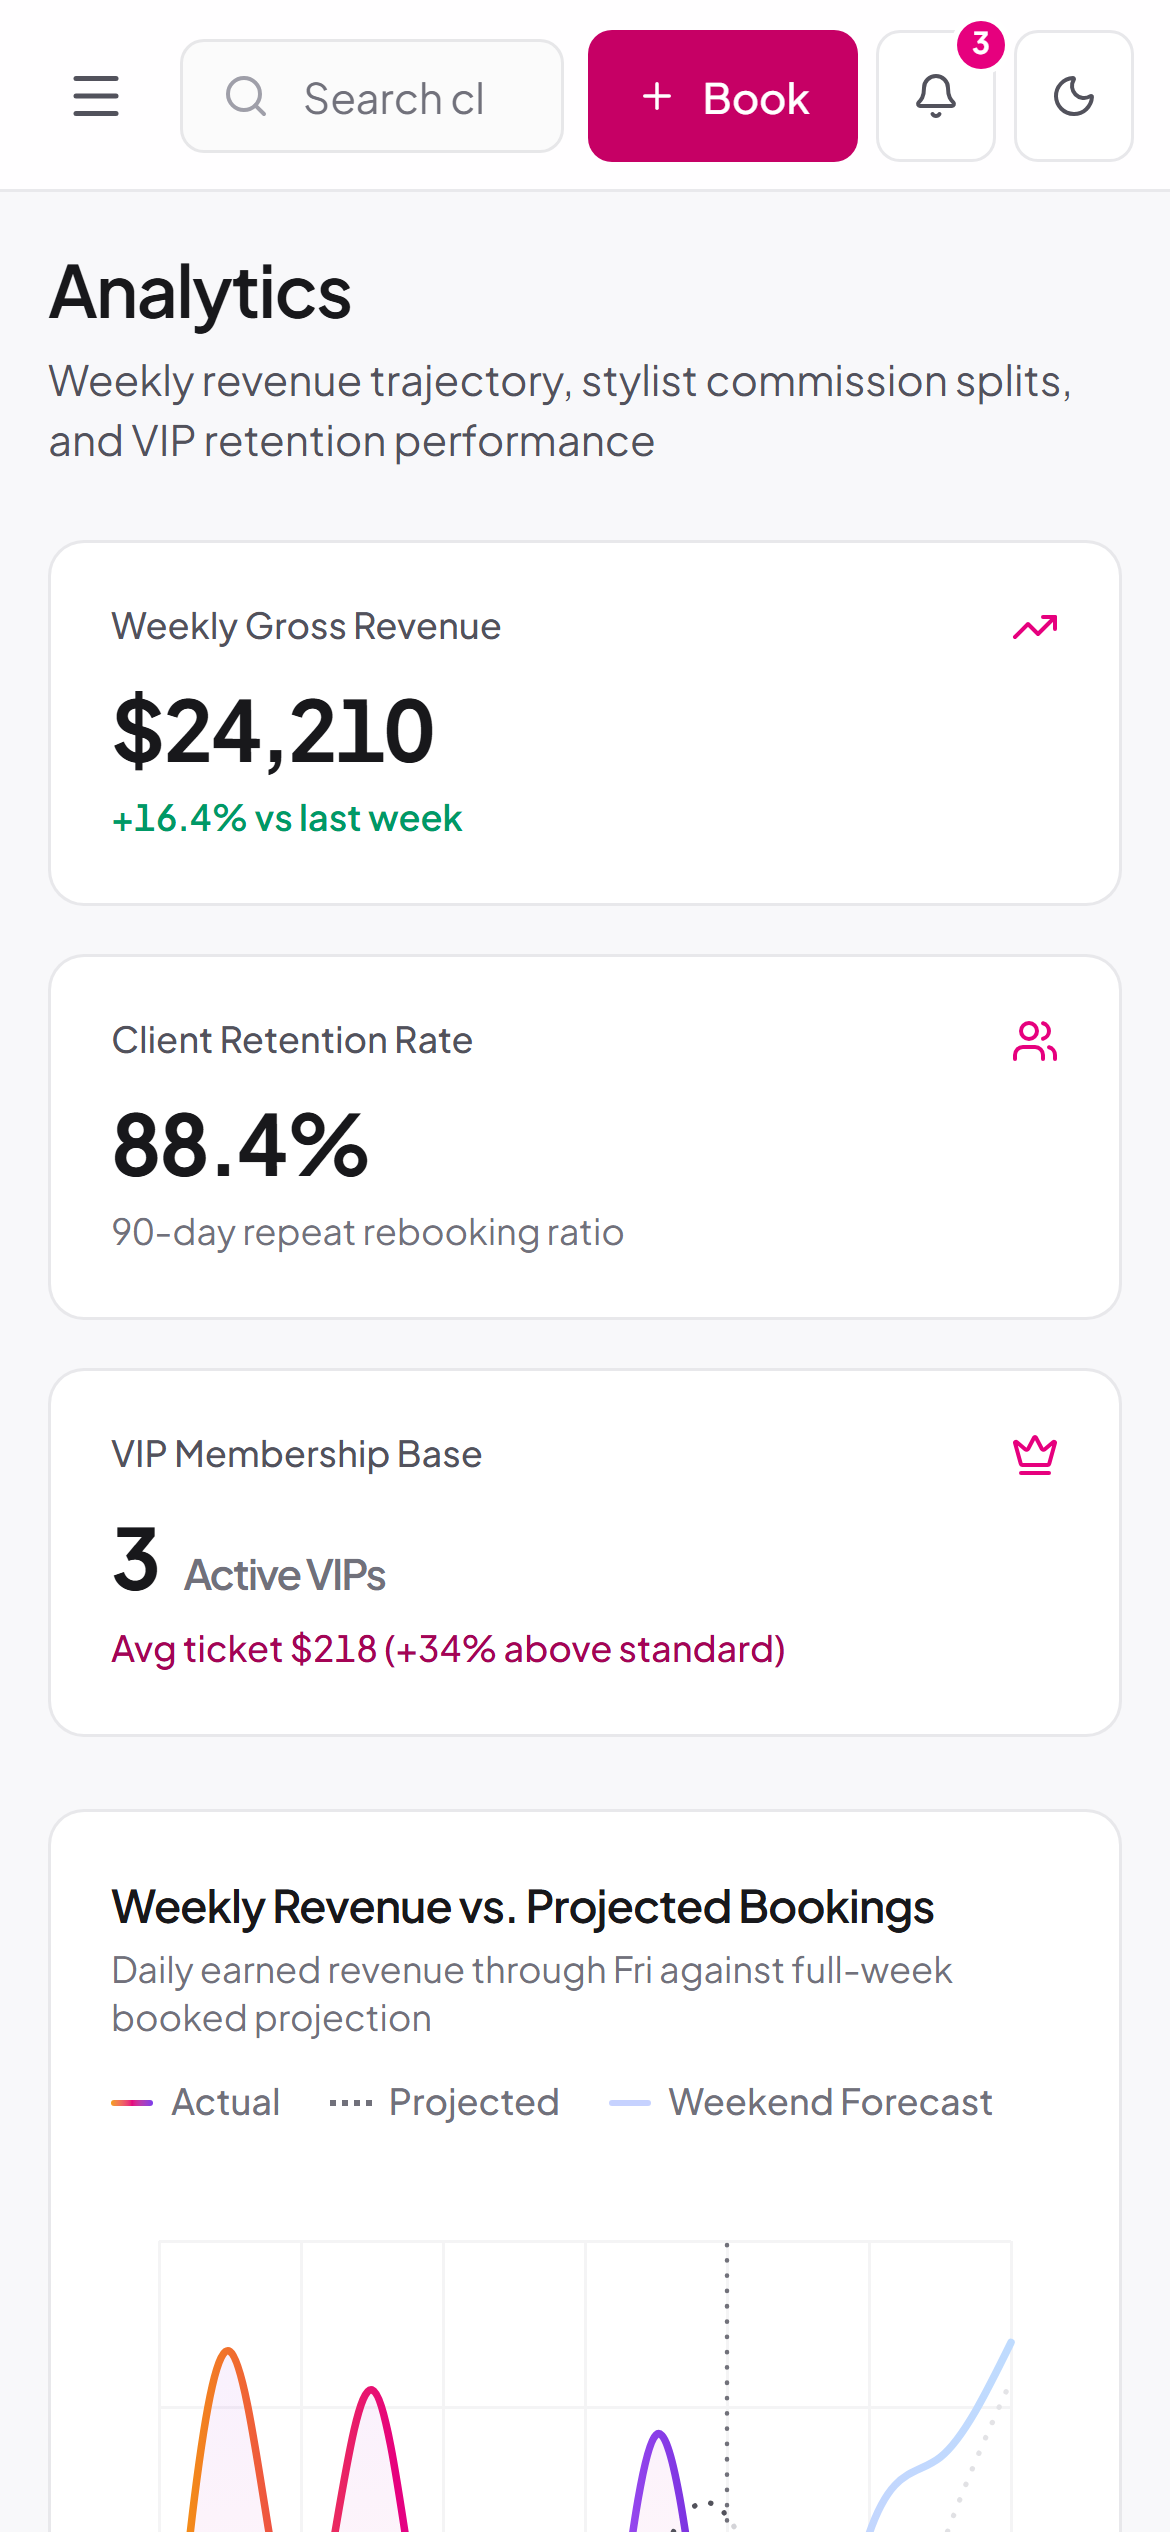 Search cl
+ Book
3
Analytics
Weekly revenue trajectory, stylist commission splits,
and VIP retention performance
Weekly Gross Revenue
$24,210
+16.4% vs last week
Client Retention Rate
88.4%
90-day repeat rebooking ratio
VIP Membership Base
3 Active VIPs
Avg ticket $218 (+34% above standard)
Weekly Revenue vs. Projected Bookings
Daily earned revenue through Fri against full-week
booked projection
Actual Projected Weekend Forecast